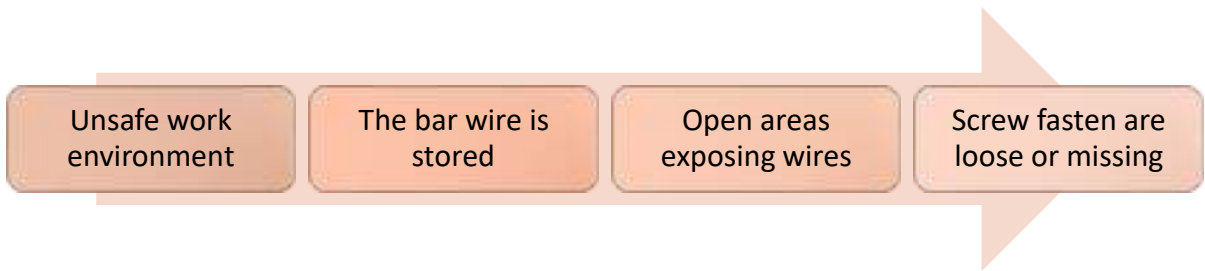 Unsafe work
environment
The bar wire is
stored
Open areas
exposing wires
Screw fasten are
loose or missing